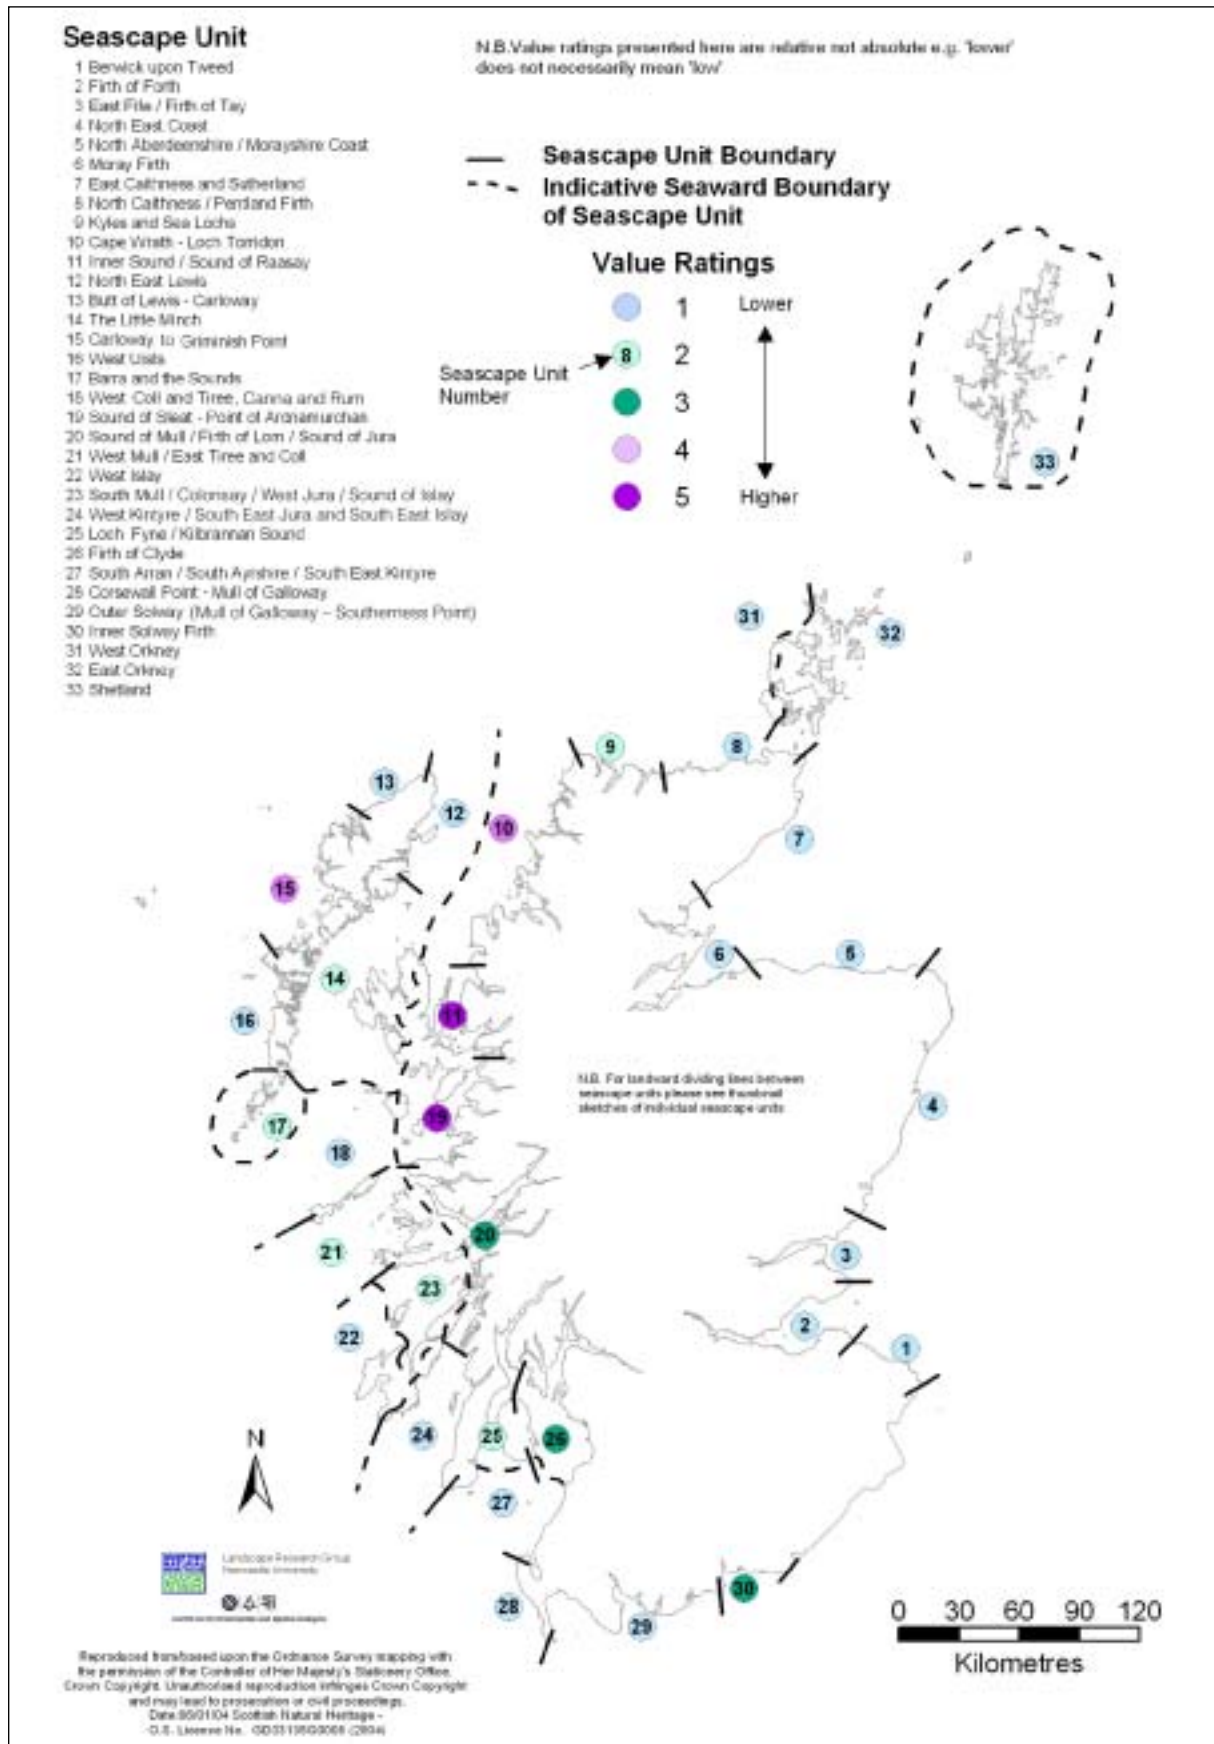 Seascape Unit
1 Berwick upon Tweed
2 Firth of Forth
3 East Fife / Firth of Tay
4 North East Coast
5 North Aberdeenshire / Morayshire Coast
6 Moray Firth
7 East Caithness and Sutherland
8 North Caithness / Pentland Firth
9 Kyles and Sea Lochs
10 Cape Wrath - Loch Torridon
11 Inner Sound / Sound of Raasay
12 North East Lewis
13 Butt of Lewis - Carloway
14 The Little Minch
15 Carloway to Griminish Point
16 West Uists
17 Barra and the Sounds
18 West Coll and Tiree, Canna and Rum
19 Sound of Sleat - Point of Ardnamurchan
20 Sound of Mull / Firth of Lorn / Sound of Jura
21 West Mull / East Tiree and Coll
22 West Islay
23 South Mull / Colonsay / West Jura / Sound of Islay
24 West Kintyre / South East Jura and South East Islay
25 Loch Fyne / Kilbrannan Sound
26 Firth of Clyde
27 South Arran / South Ayrshire / South East Kintyre
28 Corsewall Point - Mull of Galloway
29 Outer Solway (Mull of Galloway – Southerness Point)
30 Inner Solway Firth
31 West Orkney
32 East Orkney
33 Shetland
N.B.Value ratings presented here are relative not absolute e.g. 'lower'
does not necessarily mean 'low'
Seascape Unit Boundary
Indicative Seaward Boundary
of Seascape Unit
Value Ratings
1 Lower
8 2
Seascape Unit
Number
3
4
5 Higher
33
31
32
9
8
13
12
10
7
15
6
5
14
11
16
N.B. For landward dividing lines between
seascape units please see thumbnail
sketches of individual seascape units
4
19
17
18
20
21
3
23
2
22
1
24
25
26
27
N
30
28
29
Landscape Research Group
Newcastle University
0 30 60 90 120
Kilometres
Reproduced from/based upon the Ordnance Survey mapping with
the permission of the Controller of Her Majesty's Stationery Office.
Crown Copyright. Unauthorised reproduction infringes Crown Copyright
and may lead to prosecution or civil proceedings.
Scottish Natural Heritage -
O.S. License No. (2004)